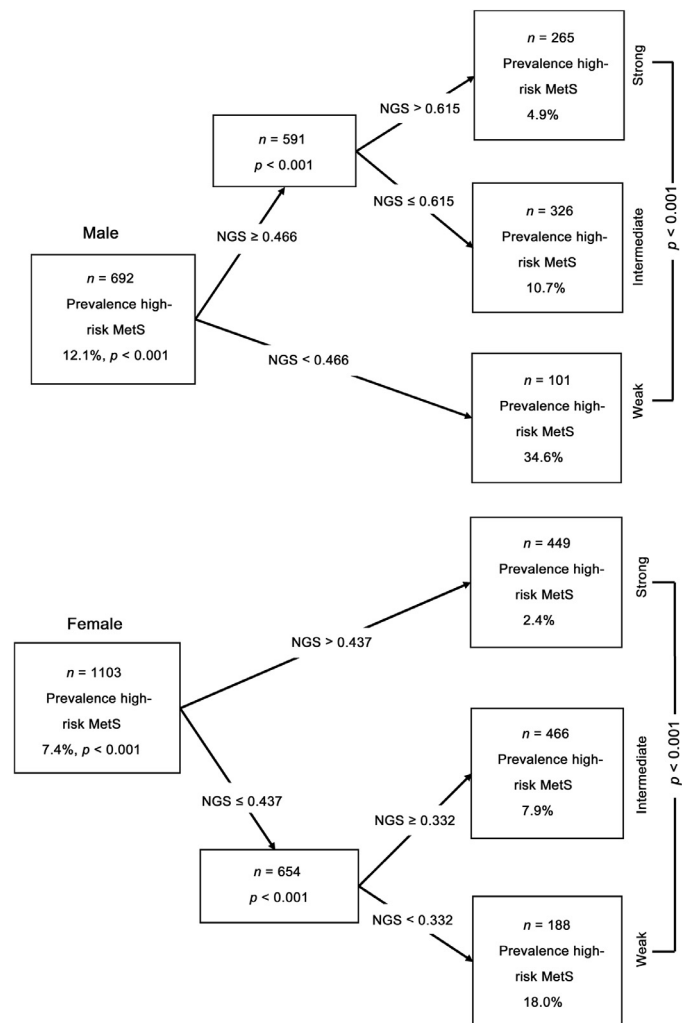 n = 265
Prevalence high-
risk MetS
4.9%
Strong
NGS > 0.615
n = 591
p < 0.001
NGS ≤ 0.615
n = 326
Prevalence high-
risk MetS
10.7%
Intermediate
p < 0.001
Male
NGS ≥ 0.466
n = 692
Prevalence high-
risk MetS
12.1%, p < 0.001
NGS < 0.466
n = 101
Prevalence high-
risk MetS
34.6%
Weak
n = 449
Prevalence high-
risk MetS
2.4%
Strong
Female
NGS > 0.437
n = 1103
Prevalence high-
risk MetS
7.4%, p < 0.001
n = 466
Prevalence high-
risk MetS
7.9%
Intermediate
p < 0.001
NGS ≤ 0.437
NGS ≥ 0.332
n = 654
p < 0.001
NGS < 0.332
n = 188
Prevalence high-
risk MetS
18.0%
Weak